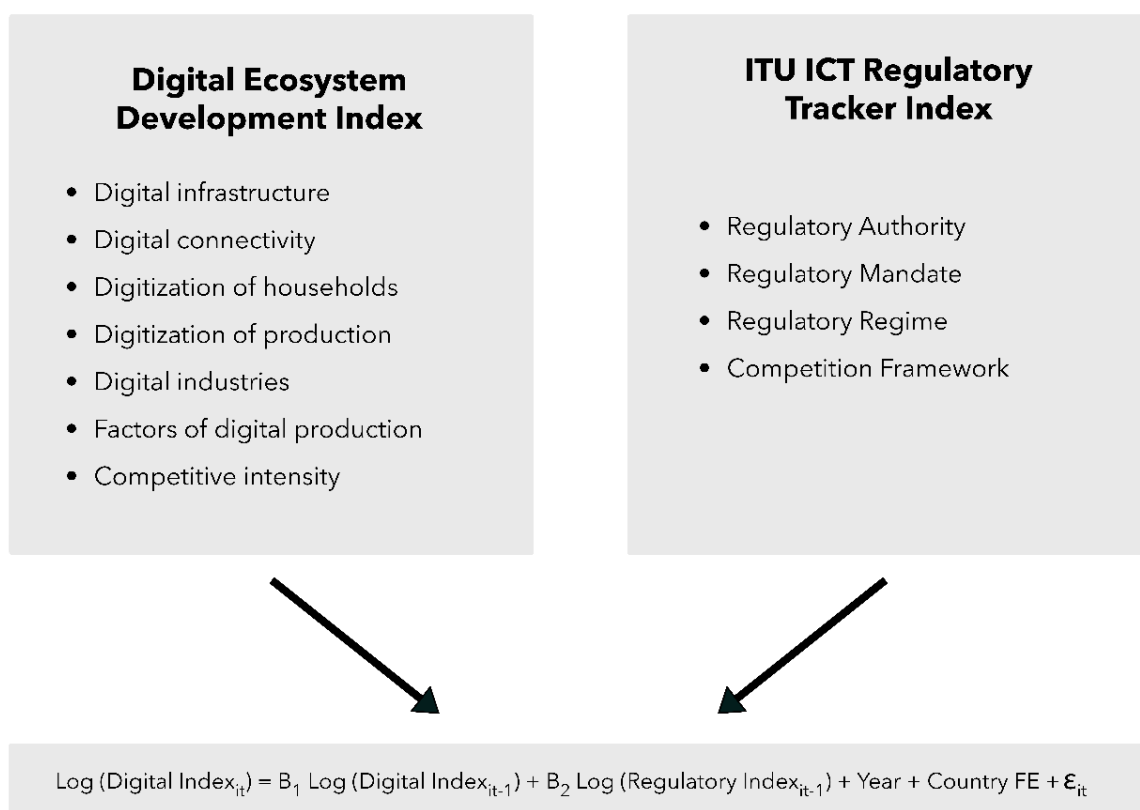 Digital Ecosystem
Development Index
• Digital infrastructure
• Digital connectivity
• Digitization of households
• Digitization of production
• Digital industries
• Factors of digital production
• Competitive intensity
ITU ICT Regulatory
Tracker Index
• Regulatory Authority
• Regulatory Mandate
• Regulatory Regime
• Competition Framework
Log (Digital Index_it) = B_1 Log (Digital Index_it-1) + B_2 Log (Regulatory Index_it-1) + Year + Country FE + ε_it